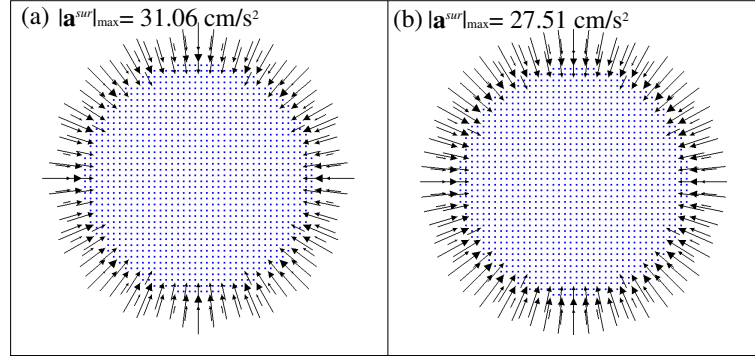 (a) |a^sur|max= 31.06 cm/s²
(b) |a^sur|max= 27.51 cm/s²